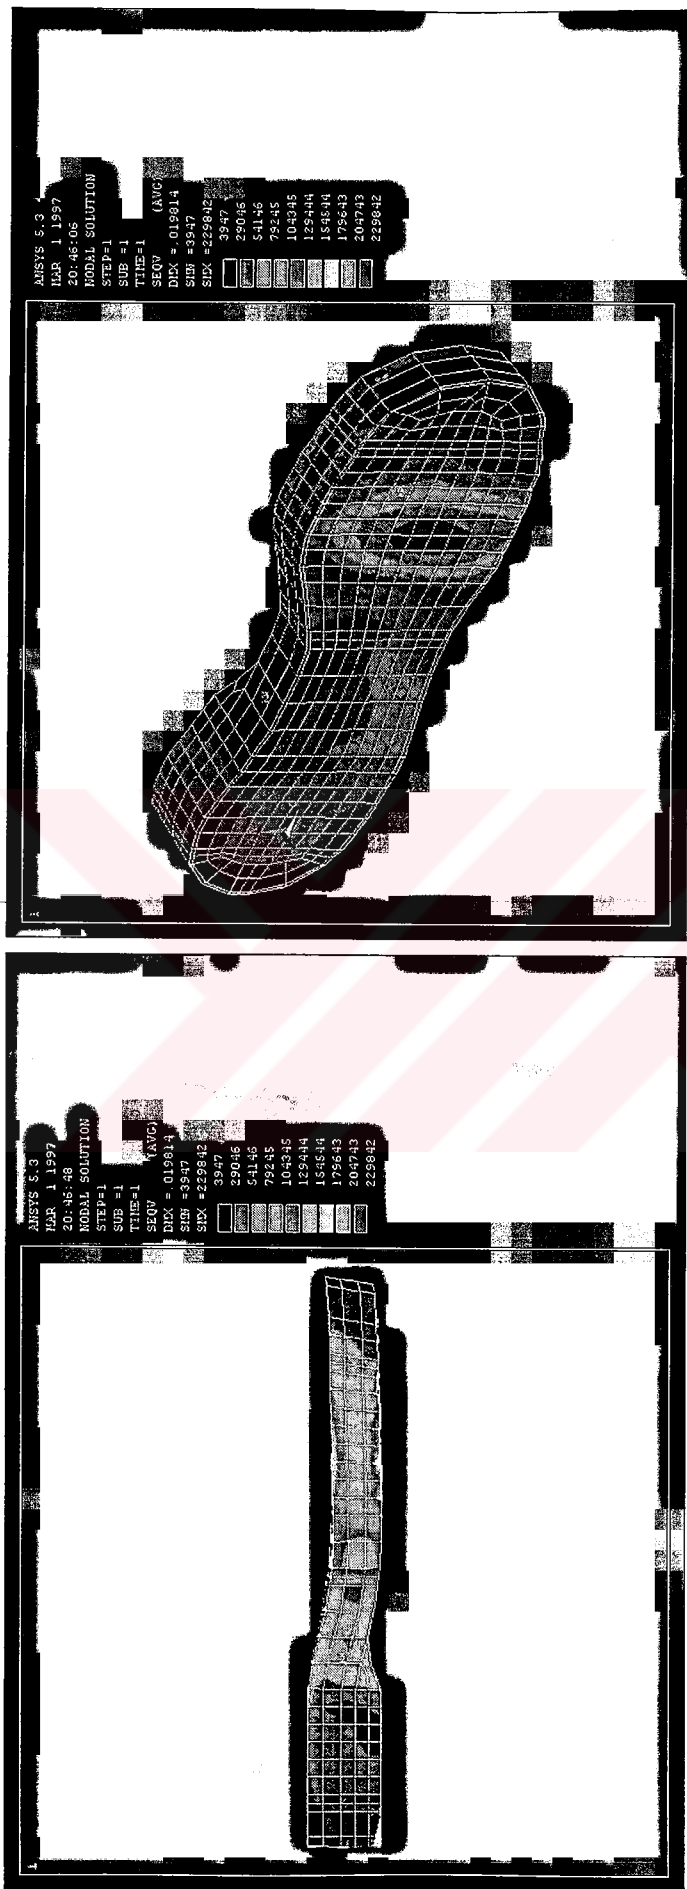 ANSYS 5.3
MAR 1 1997
20:46:06
NODAL SOLUTION
STEP=1
SUB =1
TIME=1
SEQV (AVG)
DMX =.019814
SMN =3947
SMX =229842
3947
29046
54146
79245
104345
129444
154544
179643
204743
229842
ANSYS 5.3
MAR 1 1997
20:46:48
NODAL SOLUTION
STEP=1
SUB =1
TIME=1
SEQV (AVG)
DMX =.019814
SMN =3947
SMX =229842
3947
29046
54146
79245
104345
129444
154544
179643
204743
229842